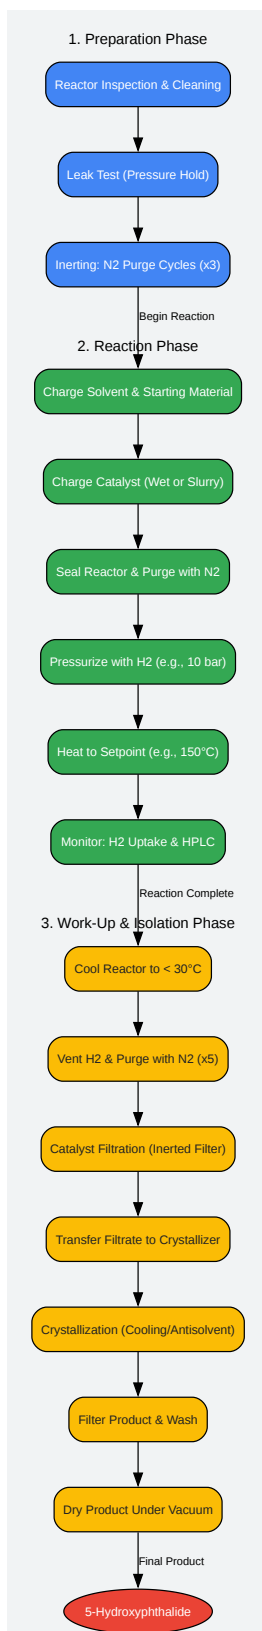 1. Preparation Phase
Reactor Inspection & Cleaning
Leak Test (Pressure Hold)
Inerting: N2 Purge Cycles (x3)
Begin Reaction
2. Reaction Phase
Charge Solvent & Starting Material
Charge Catalyst (Wet or Slurry)
Seal Reactor & Purge with N2
Pressurize with H2 (e.g., 10 bar)
Heat to Setpoint (e.g., 150°C)
Monitor: H2 Uptake & HPLC
Reaction Complete
3. Work-Up & Isolation Phase
Cool Reactor to < 30°C
Vent H2 & Purge with N2 (x5)
Catalyst Filtration (Inerted Filter)
Transfer Filtrate to Crystallizer
Crystallization (Cooling/Antisolvent)
Filter Product & Wash
Dry Product Under Vacuum
Final Product
5-Hydroxyphthalide